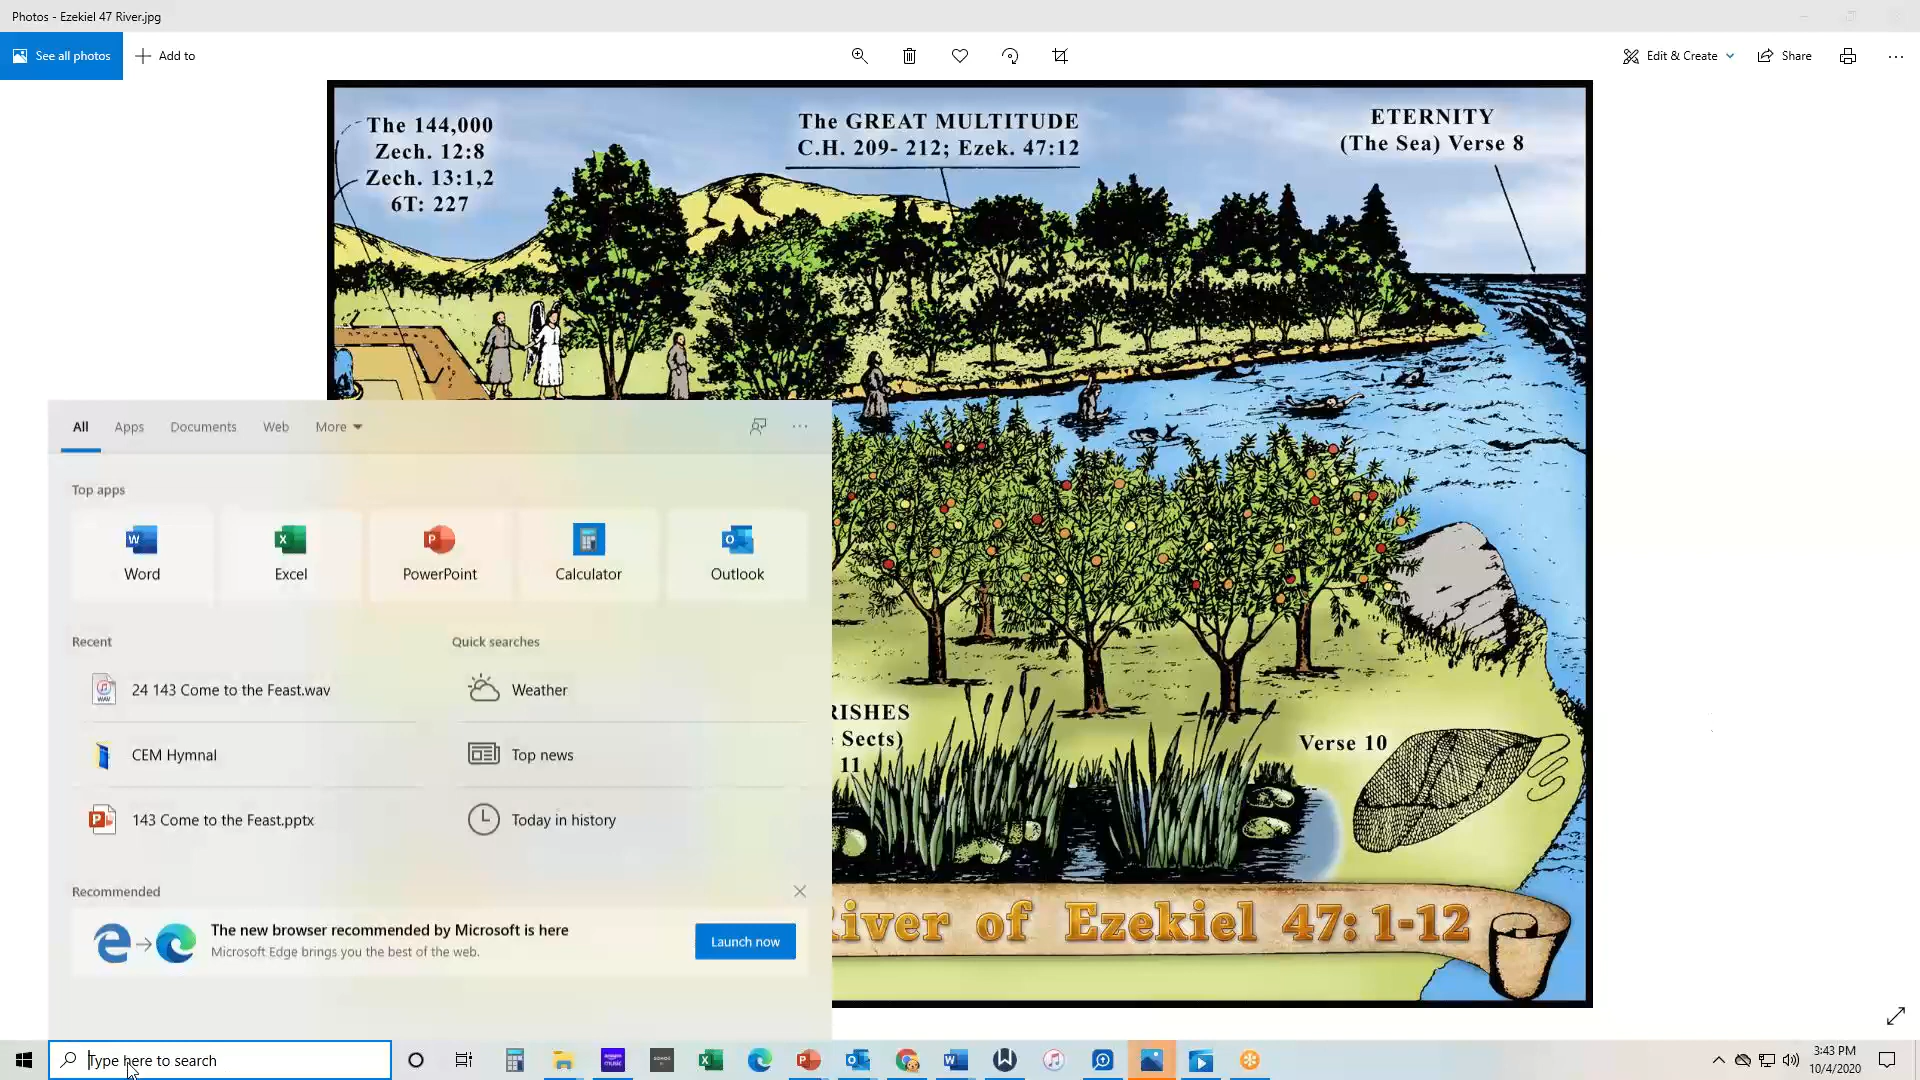 Photos - Ezekiel 47 River.jpg
See all photos
Add to
Edit & Create
Share
The 144,000
Zech. 12:8
Zech. 13:1,2
6T: 227
The GREAT MULTITUDE
C.H. 209- 212; Ezek. 47:12
ETERNITY
(The Sea) Verse 8
All
Apps
Documents
Web
More
Top apps
Word
Excel
PowerPoint
Calculator
Outlook
Recent
Quick searches
24 143 Come to the Feast.wav
Weather
CEM Hymnal
Top news
143 Come to the Feast.pptx
Today in history
RISHES
Sects)
11
Verse 10
Recommended
The new browser recommended by Microsoft is here
Microsoft Edge brings you the best of the web.
Launch now
River of Ezekiel 47: 1-12
Type here to search
3:43 PM
10/4/2020